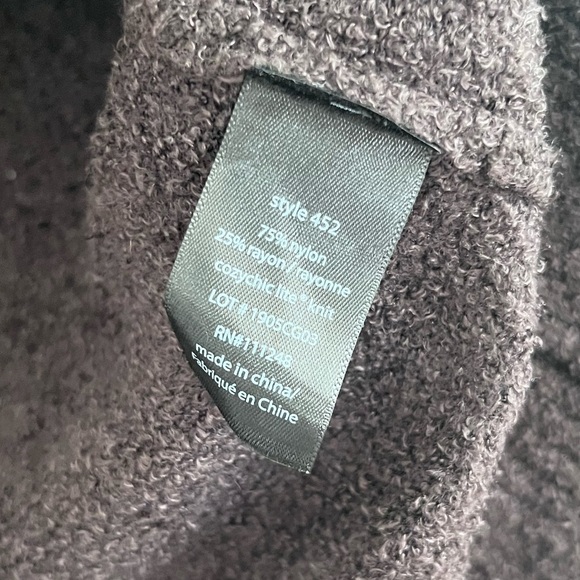 style 452
75% nylon
25% rayon/rayonne
cozychic lite® knit
LOT# 1905CG05
RN#111248
made in china/
Fabriqué en Chine